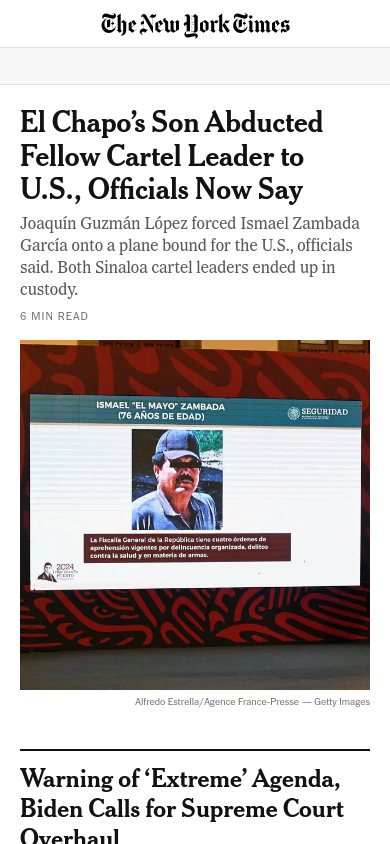 The New York Times
El Chapo’s Son Abducted
Fellow Cartel Leader to
U.S., Officials Now Say
Joaquín Guzmán López forced Ismael Zambada
García onto a plane bound for the U.S., officials
said. Both Sinaloa cartel leaders ended up in
custody.
6 MIN READ
ISMAEL "EL MAYO" ZAMBADA
(76 AÑOS DE EDAD)
SEGURIDAD
La Fiscalía General de la República tiene cuatro órdenes de
aprehensión vigentes por delincuencia organizada, delitos
contra la salud y en materia de armas.
2024
Alfredo Estrella/Agence France-Presse — Getty Images
Warning of ‘Extreme’ Agenda,
Biden Calls for Supreme Court
Overhaul